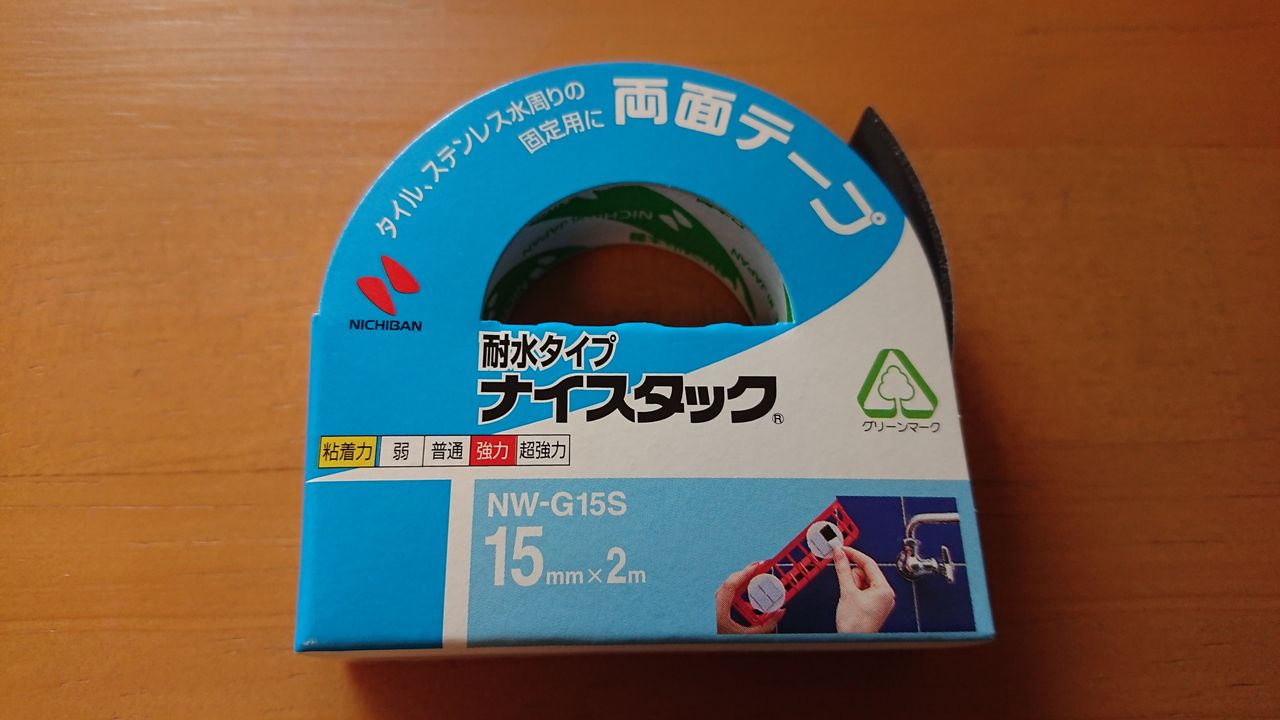 タイル、ステンレス水周りの
固定用に
両面テープ
NICHIBAN
NICHIBAN
JAPAN
耐水タイプ
ナイスタック®
グリーンマーク
粘着力 弱 普通 強力 超強力
NW-G15S
15mm×2m